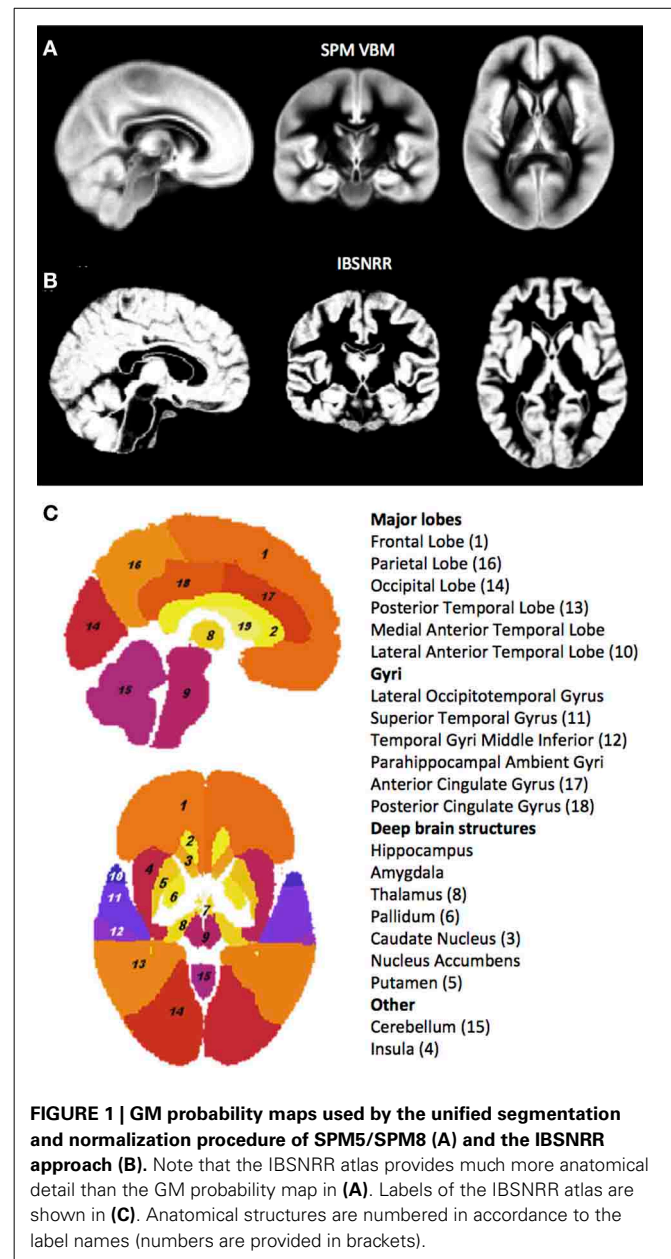 A
SPM VBM
B
IBSNRR
C
1
16
18
17
14
19
2
8
15
9
1
2
3
4
5
10
6
11
7
12
8
9
13
15
14
Major lobes
Frontal Lobe (1)
Parietal Lobe (16)
Occipital Lobe (14)
Posterior Temporal Lobe (13)
Medial Anterior Temporal Lobe
Lateral Anterior Temporal Lobe (10)
Gyri
Lateral Occipitotemporal Gyrus
Superior Temporal Gyrus (11)
Temporal Gyri Middle Inferior (12)
Parahippocampal Ambient Gyri
Anterior Cingulate Gyrus (17)
Posterior Cingulate Gyrus (18)
Deep brain structures
Hippocampus
Amygdala
Thalamus (8)
Pallidum (6)
Caudate Nucleus (3)
Nucleus Accumbens
Putamen (5)
Other
Cerebellum (15)
Insula (4)
FIGURE 1 | GM probability maps used by the unified segmentation
and normalization procedure of SPM5/SPM8 (A) and the IBSNRR
approach (B). Note that the IBSNRR atlas provides much more anatomical
detail than the GM probability map in (A). Labels of the IBSNRR atlas are
shown in (C). Anatomical structures are numbered in accordance to the
label names (numbers are provided in brackets).